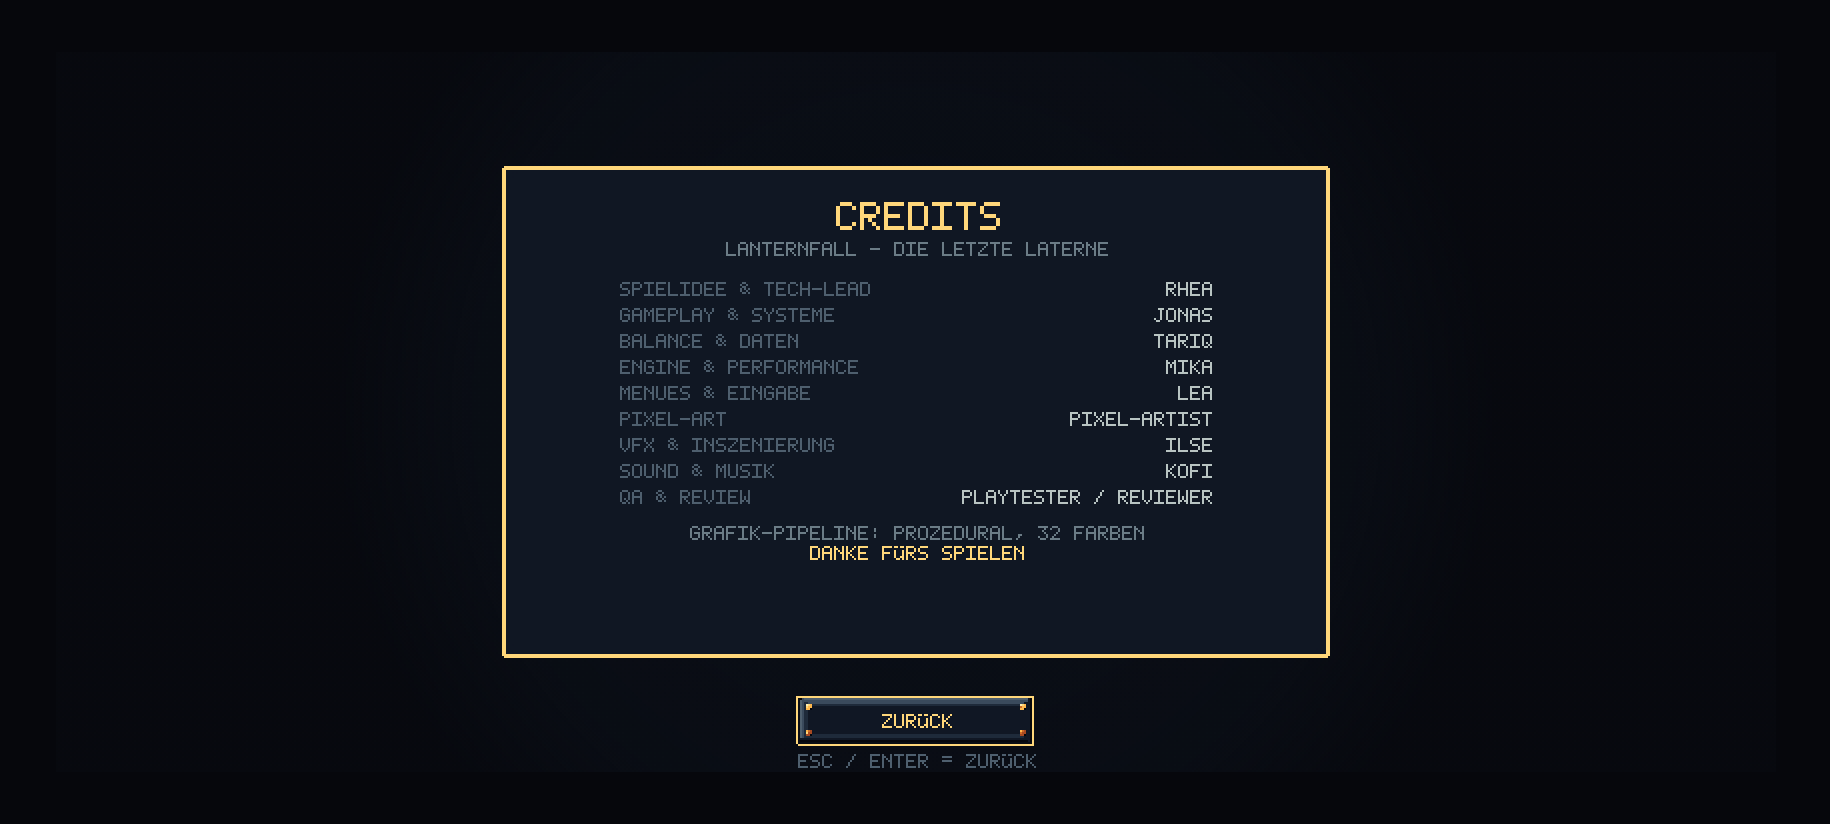 CREDITS
LANTERNFALL - DIE LETZTE LATERNE
SPIELIDEE & TECH-LEAD RHEA
GAMEPLAY & SYSTEME JONAS
BALANCE & DATEN TARIQ
ENGINE & PERFORMANCE MIKA
MENUES & EINGABE LEA
PIXEL-ART PIXEL-ARTIST
VFX & INSZENIERUNG ILSE
SOUND & MUSIK KOFI
QA & REVIEW PLAYTESTER / REVIEWER
GRAFIK-PIPELINE: PROZEDURAL, 32 FARBEN
DANKE FüRS SPIELEN
ZURüCK
ESC / ENTER = ZURüCK